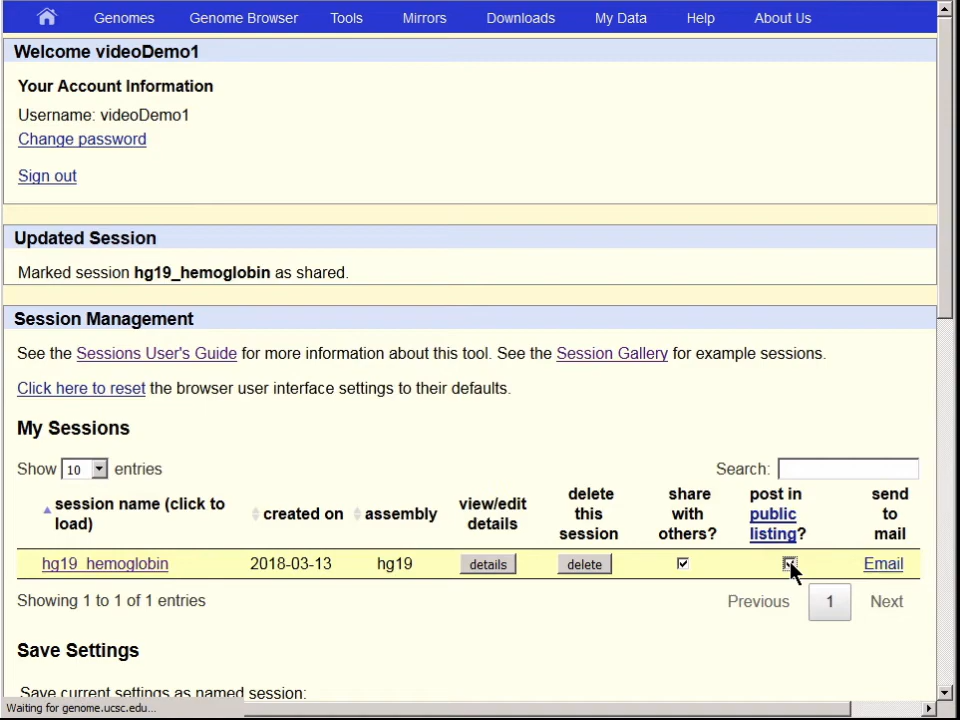 Genomes Genome Browser Tools Mirrors Downloads My Data Help About Us
Welcome videoDemo1
Your Account Information
Username: videoDemo1
Change password
Sign out
Updated Session
Marked session hg19_hemoglobin as shared.
Session Management
See the Sessions User's Guide for more information about this tool. See the Session Gallery for example sessions.
Click here to reset the browser user interface settings to their defaults.
My Sessions
Show 10 entries Search:
session name (click to load) created on assembly view/edit details delete this session share with others? post in public listing? send to mail
hg19_hemoglobin 2018-03-13 hg19 details delete Email
Showing 1 to 1 of 1 entries Previous 1 Next
Save Settings
Save current settings as named session:
Waiting for genome.ucsc.edu...